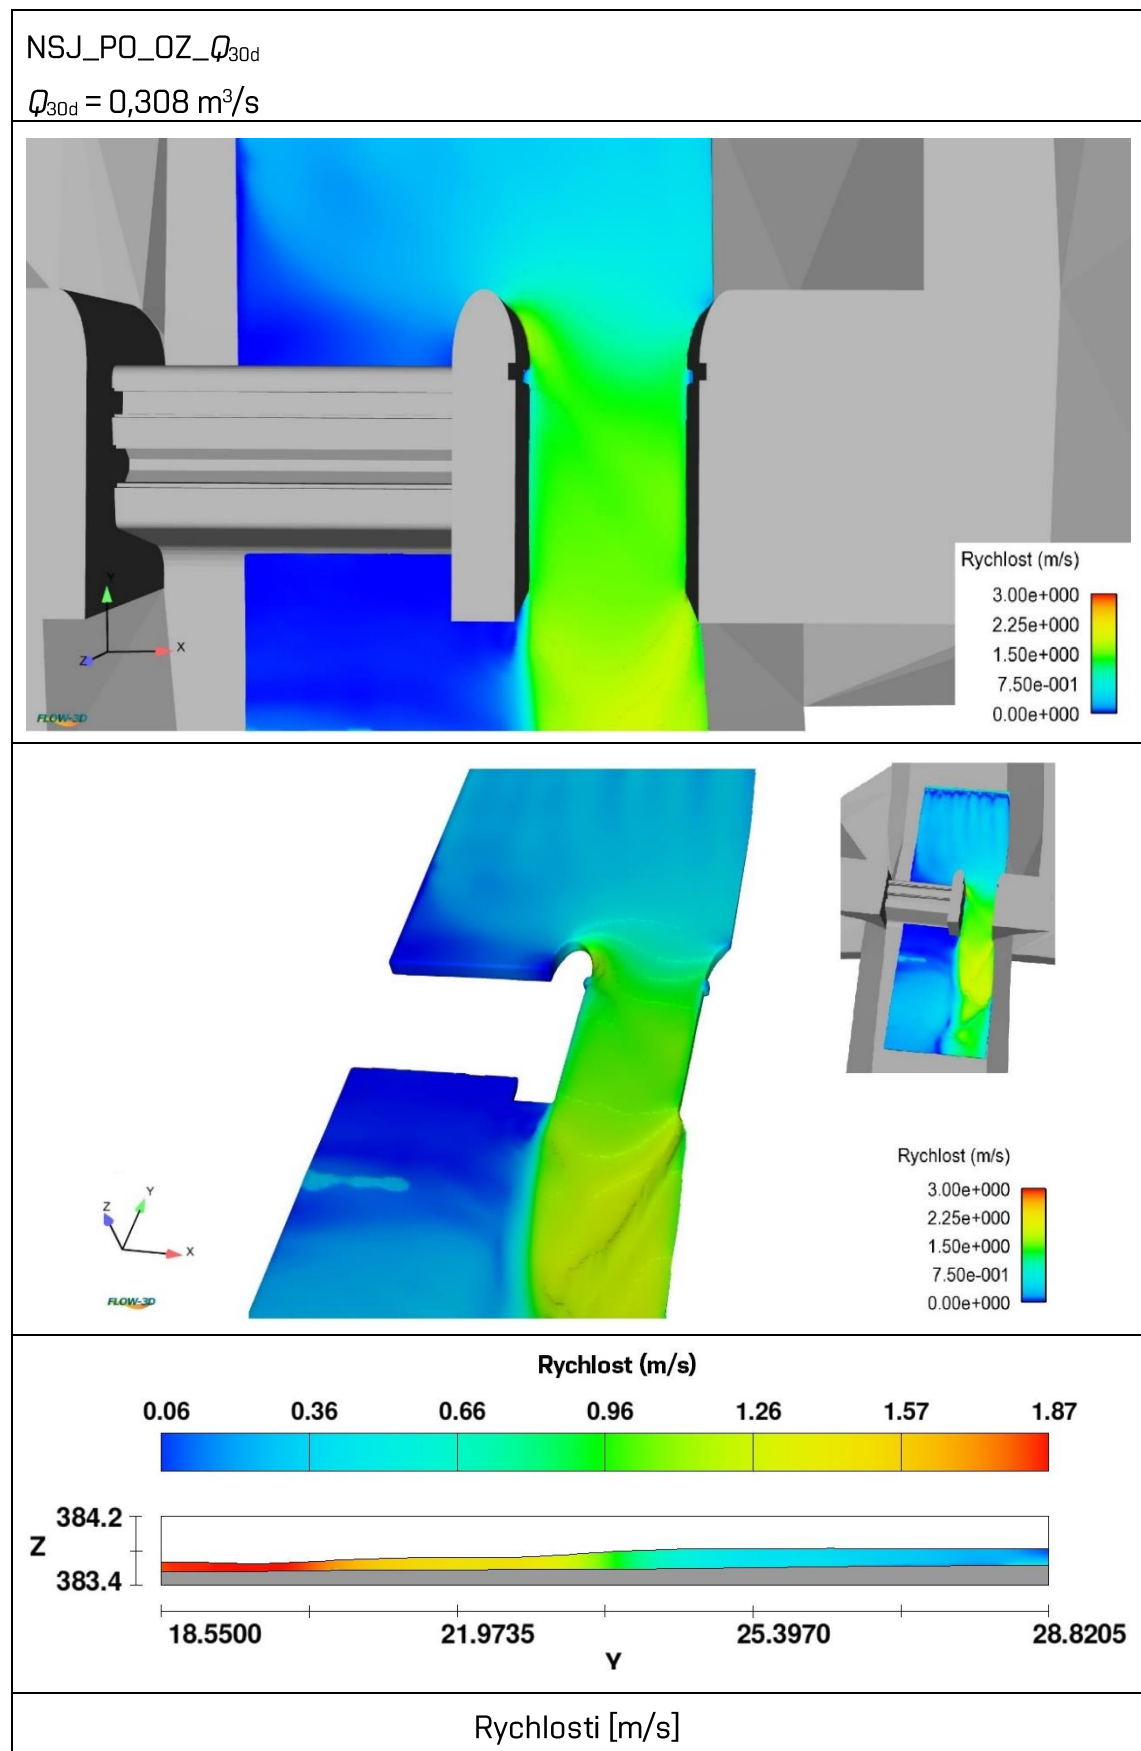 NSJ_PO_OZ_Q30d
Q30d = 0,308 m³/s
Rychlost (m/s)
3.00e+000
2.25e+000
1.50e+000
7.50e-001
0.00e+000
Y
X
Z
FLOW-3D
Rychlost (m/s)
3.00e+000
2.25e+000
1.50e+000
7.50e-001
0.00e+000
Z
Y
X
FLOW-3D
Rychlost (m/s)
0.06 0.36 0.66 0.96 1.26 1.57 1.87
384.2
Z
383.4
18.5500 21.9735 25.3970 28.8205
Y
Rychlosti [m/s]